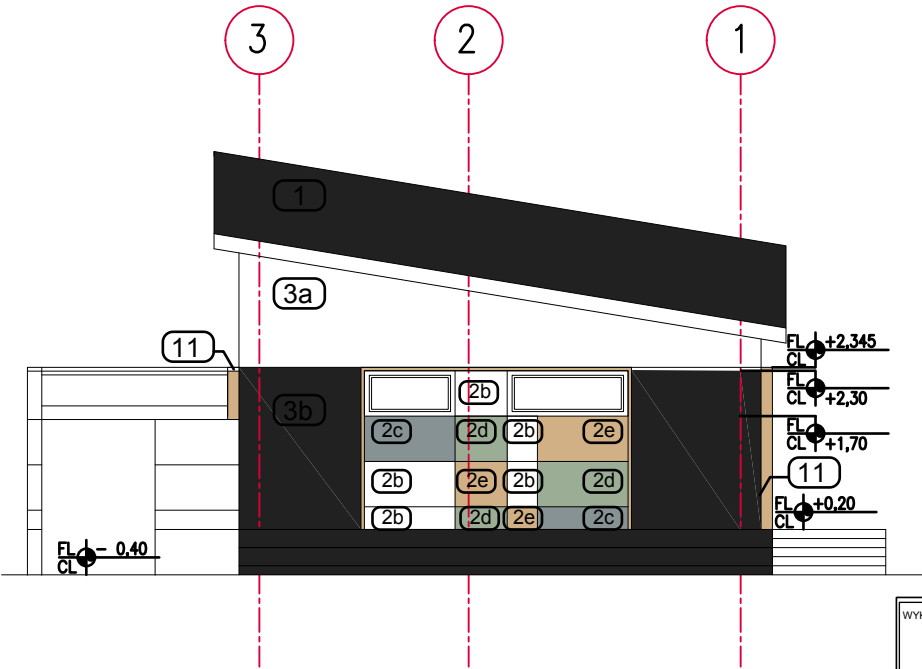 3 2 1
1
3a
11
FL +2,345
CL
FL
CL +2,30
2b
3b
2c 2d 2b 2e
FL
CL +1,70
11
2b 2e 2b 2d
FL +0,20
CL
2b 2d 2e 2c
FL - 0,40
CL